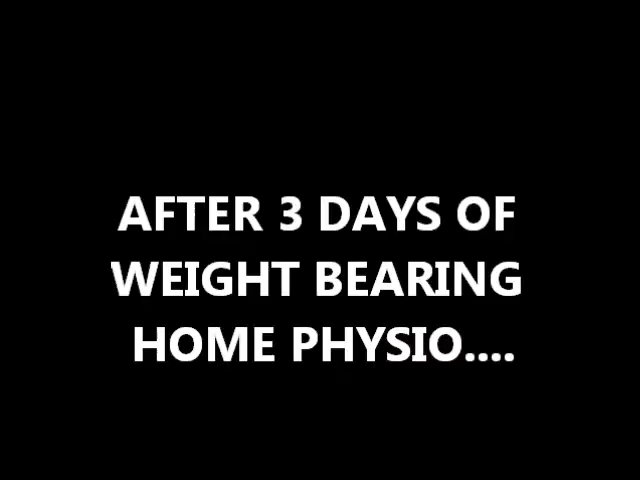 AFTER 3 DAYS OF
WEIGHT BEARING
HOME PHYSIO....